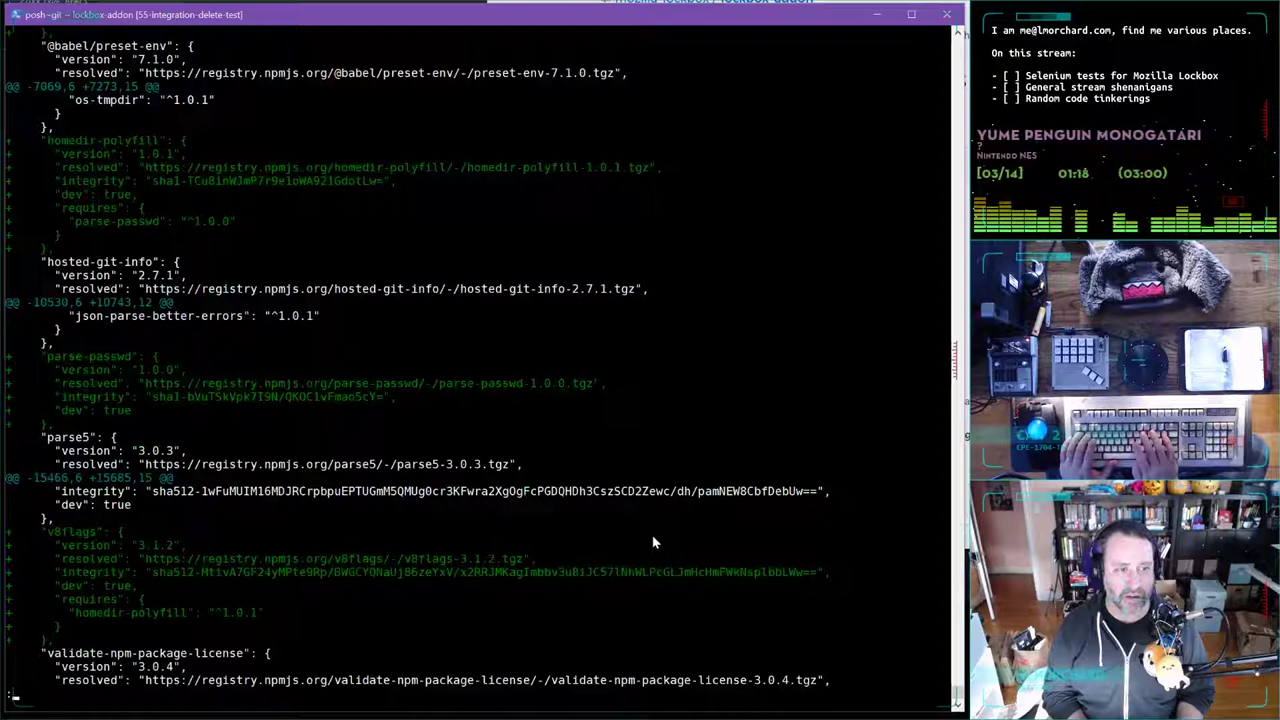 posh~git ~ lockbox-addon [55-integration-delete-test]
},
"@babel/preset-env": {
"version": "7.1.0",
"resolved": "https://registry.npmjs.org/@babel/preset-env/-/preset-env-7.1.0.tgz",
@@ -7069,6 +7273,15 @@
"os-tmpdir": "^1.0.1"
}
},
+ "homedir-polyfill": {
+ "version": "1.0.1",
+ "resolved": "https://registry.npmjs.org/homedir-polyfill/-/homedir-polyfill-1.0.1.tgz",
+ "dev": true,
+ "requires": {
+ "parse-passwd": "^1.0.0"
+ }
+ },
"hosted-git-info": {
"version": "2.7.1",
"resolved": "https://registry.npmjs.org/hosted-git-info/-/hosted-git-info-2.7.1.tgz",
@@ -10530,6 +10743,12 @@
"json-parse-better-errors": "^1.0.1"
}
},
+ "parse-passwd": {
+ "version": "1.0.0",
+ "resolved": "https://registry.npmjs.org/parse-passwd/-/parse-passwd-1.0.0.tgz",
+ "integrity":
+ "dev": true
+ },
"parse5": {
"version": "3.0.3",
"resolved": "https://registry.npmjs.org/parse5/-/parse5-3.0.3.tgz",
@@ -15466,6 +15685,15 @@
"integrity": "sha512-1wFuMUIM16MDJRCrpbpuEPTUGmM5QMUg0cr3KFwra2XgOgFcPGDQHDh3CszSCD2Zewc/dh/pamNEW8CbfDebUw==",
"dev": true
},
+ "v8flags": {
+ "version": "3.1.2",
+ "resolved": "https://registry.npmjs.org/v8flags/-/v8flags-3.1.2.tgz",
+ "integrity":
+ "dev": true,
+ "requires": {
+ "homedir-polyfill": "^1.0.1"
+ }
+ },
"validate-npm-package-license": {
"version": "3.0.4",
"resolved": "https://registry.npmjs.org/validate-npm-package-license/-/validate-npm-package-license-3.0.4.tgz",
:
I am me@lmorchard.com, find me various places.
On this stream:
- [ ] Selenium tests for Mozilla Lockbox
- [ ] General stream shenanigans
- [ ] Random code tinkerings
YUME PENGUIN MONOGATARI
?
NINTENDO NES
[03/14] 01:18 (03:00)
LMORCHARD